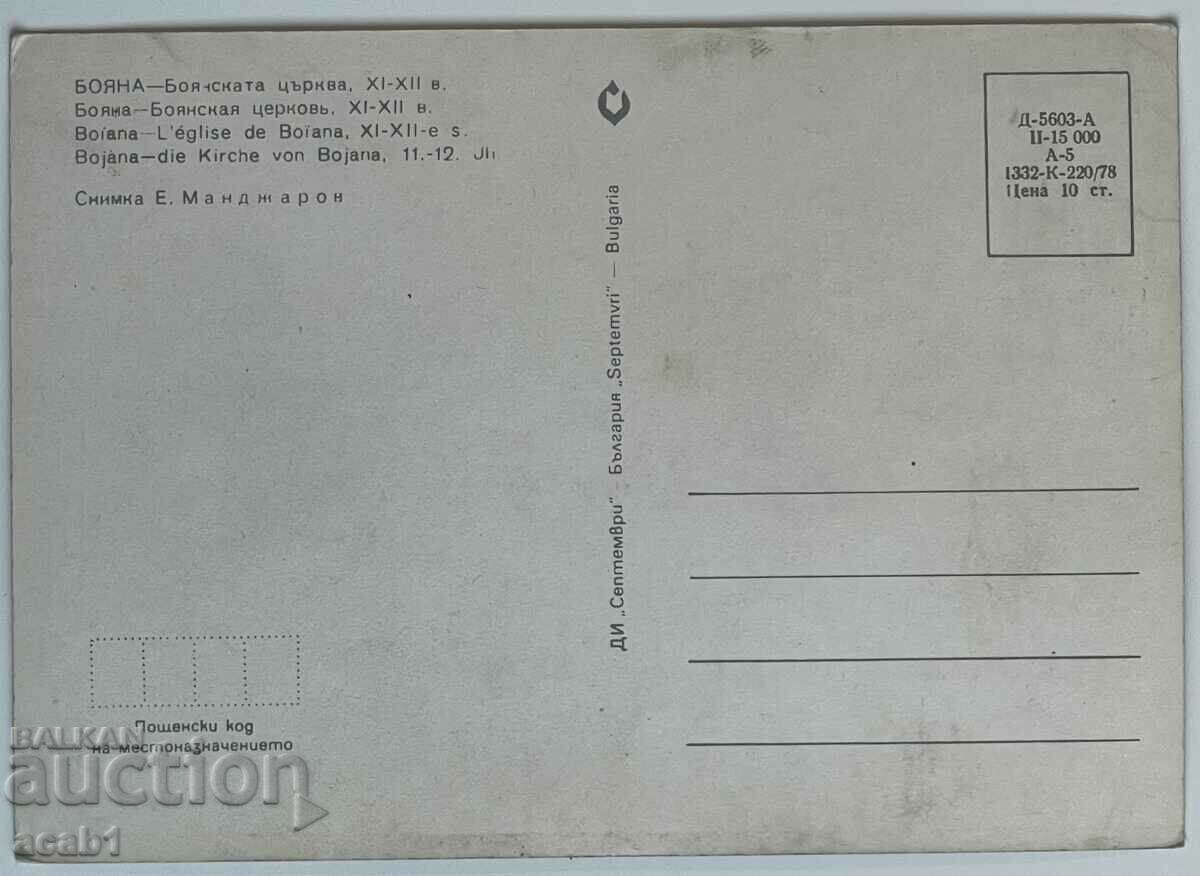 БОЯНА—Боянската църква, XI-XII в.
Бояна—Боянская церковь, XI-XII в.
Boïana—L'église de Boïana, XI-XII-e s.
Bojana—die Kirche von Bojana, 11.-12. Jh
Снимка Е. Манджаров
ДИ „Септември" - България „Septemvri" — Bulgaria
Д-5603-А
II-15 000
А-5
1332-К-220/78
Цена 10 ст.
Пощенски код
на местоназначението
BALKAN
auction
acab1